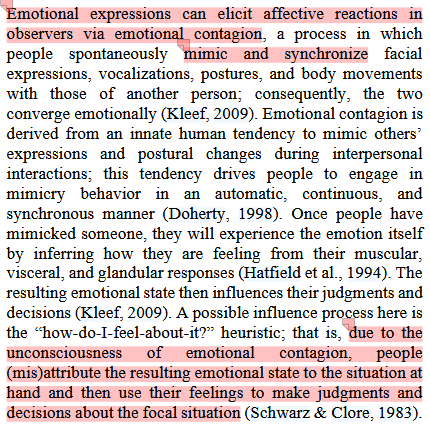 Emotional expressions can elicit affective reactions in
observers via emotional contagion, a process in which
people spontaneously mimic and synchronize facial
expressions, vocalizations, postures, and body movements
with those of another person; consequently, the two
converge emotionally (Kleef, 2009). Emotional contagion is
derived from an innate human tendency to mimic others’
expressions and postural changes during interpersonal
interactions; this tendency drives people to engage in
mimicry behavior in an automatic, continuous, and
synchronous manner (Doherty, 1998). Once people have
mimicked someone, they will experience the emotion itself
by inferring how they are feeling from their muscular,
visceral, and glandular responses (Hatfield et al., 1994). The
resulting emotional state then influences their judgments and
decisions (Kleef, 2009). A possible influence process here is
the “how-do-I-feel-about-it?” heuristic; that is, due to the
unconsciousness of emotional contagion, people
(mis)attribute the resulting emotional state to the situation at
hand and then use their feelings to make judgments and
decisions about the focal situation (Schwarz & Clore, 1983).